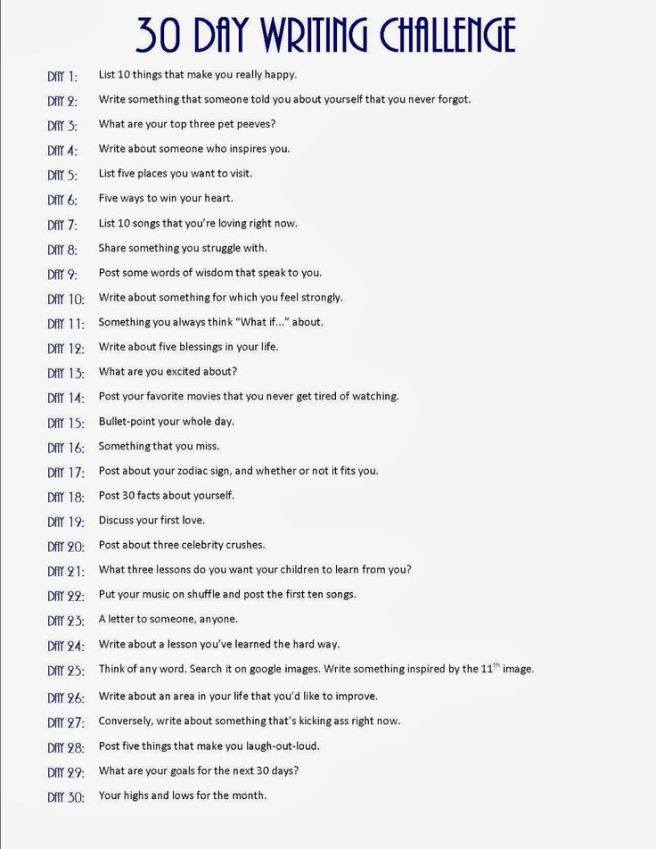 30 DAY WRITING CHALLENGE
DAY 1: List 10 things that make you really happy.
DAY 2: Write something that someone told you about yourself that you never forgot.
DAY 3: What are your top three pet peeves?
DAY 4: Write about someone who inspires you.
DAY 5: List five places you want to visit.
DAY 6: Five ways to win your heart.
DAY 7: List 10 songs that you're loving right now.
DAY 8: Share something you struggle with.
DAY 9: Post some words of wisdom that speak to you.
DAY 10: Write about something for which you feel strongly.
DAY 11: Something you always think “What if...” about.
DAY 12: Write about five blessings in your life.
DAY 13: What are you excited about?
DAY 14: Post your favorite movies that you never get tired of watching.
DAY 15: Bullet-point your whole day.
DAY 16: Something that you miss.
DAY 17: Post about your zodiac sign, and whether or not it fits you.
DAY 18: Post 30 facts about yourself.
DAY 19: Discuss your first love.
DAY 20: Post about three celebrity crushes.
DAY 21: What three lessons do you want your children to learn from you?
DAY 22: Put your music on shuffle and post the first ten songs.
DAY 23: A letter to someone, anyone.
DAY 24: Write about a lesson you've learned the hard way.
DAY 25: Think of any word. Search it on google images. Write something inspired by the 11th image.
DAY 26: Write about an area in your life that you'd like to improve.
DAY 27: Conversely, write about something that's kicking ass right now.
DAY 28: Post five things that make you laugh-out-loud.
DAY 29: What are your goals for the next 30 days?
DAY 30: Your highs and lows for the month.